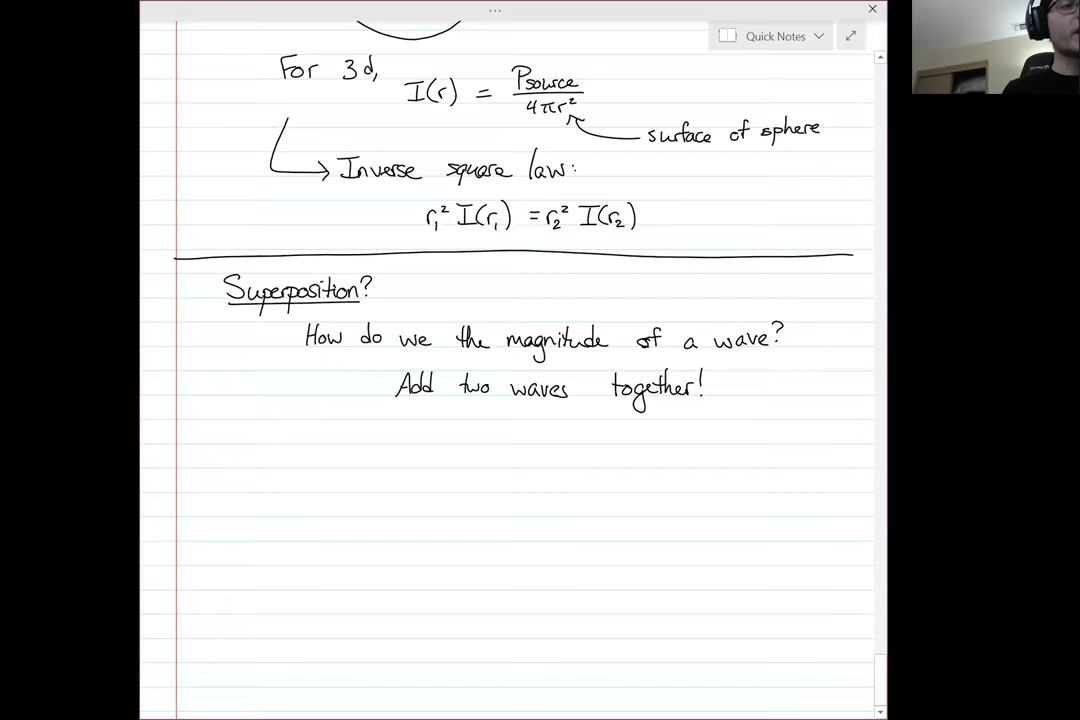 Quick Notes
For 3d,
I(r) = Psource / 4πr²
surface of sphere
Inverse square law:
r₁² I(r₁) = r₂² I(r₂)
Superposition?
How do we the magnitude of a wave?
Add two waves together!